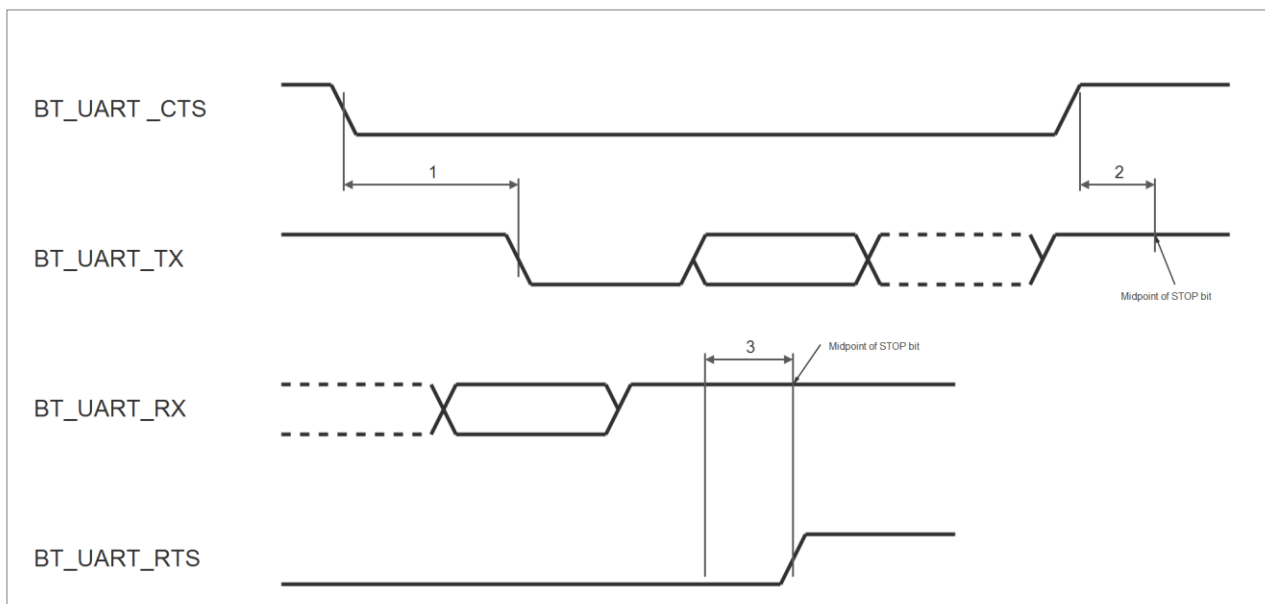 BT_UART _CTS
1
2
BT_UART_TX
Midpoint of STOP bit
3
Midpoint of STOP bit
BT_UART_RX
BT_UART_RTS